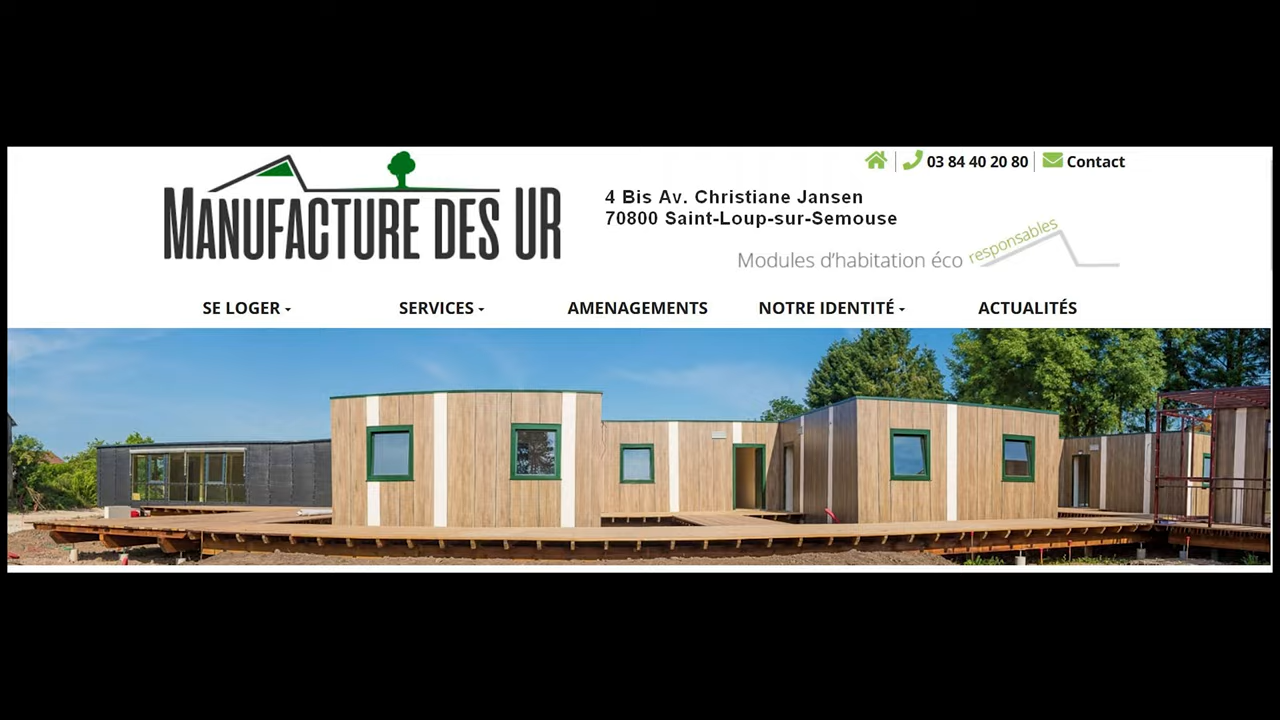 03 84 40 20 80 Contact
MANUFACTURE DES UR
4 Bis Av. Christiane Jansen
70800 Saint-Loup-sur-Semouse
Modules d'habitation éco responsables
SE LOGER SERVICES AMENAGEMENTS NOTRE IDENTITÉ ACTUALITÉS